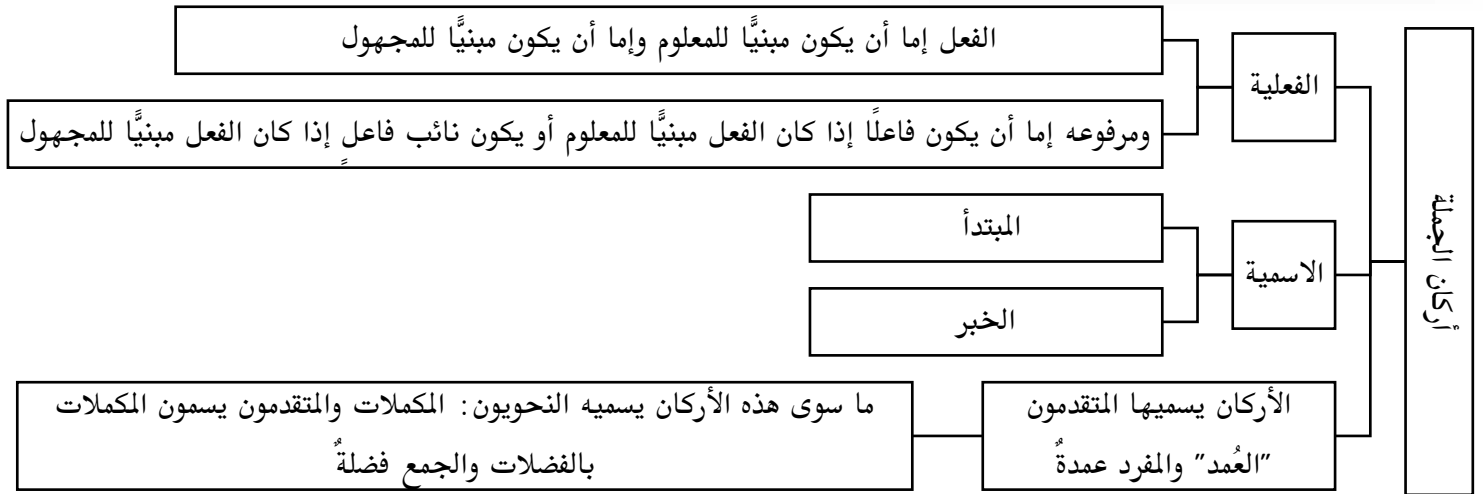 أركان الجملة
الفعلية
الفعل إما أن يكون مبنيًّا للمعلوم وإما أن يكون مبنيًّا للمجهول
ومرفوعه إما أن يكون فاعلًا إذا كان الفعل مبنيًّا للمعلوم أو يكون نائب فاعلٍ إذا كان الفعل مبنيًّا للمجهول
الاسمية
المبتدأ
الخبر
الأركان يسميها المتقدمون
"العُمد" والمفرد عمدةٌ
ما سوى هذه الأركان يسميه النحويون: المكملات والمتقدمون يسمون المكملات
بالفضلات والجمع فضلةٌ